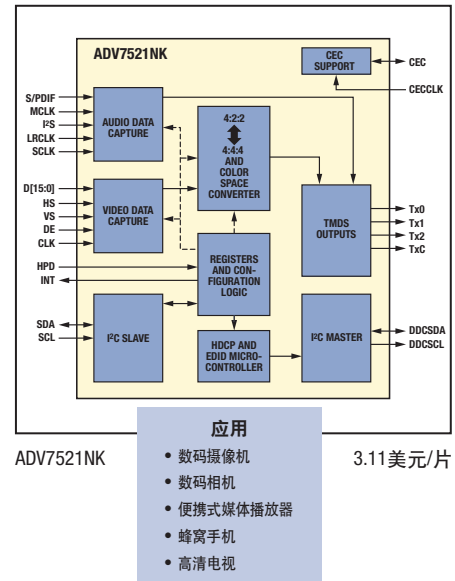 ADV7521NK
CEC
SUPPORT
CEC
CECCLK
S/PDIF
MCLK
I²S
LRCLK
SCLK
AUDIO DATA
CAPTURE
4:2:2
4:4:4
AND
COLOR
SPACE
CONVERTER
D[15:0]
HS
VS
DE
CLK
VIDEO DATA
CAPTURE
TMDS
OUTPUTS
Tx0
Tx1
Tx2
TxC
HPD
INT
REGISTERS
AND CON-
FIGURATION
LOGIC
SDA
SCL
I²C SLAVE
HDCP AND
EDID MICRO-
CONTROLLER
I²C MASTER
DDCSDA
DDCSCL
ADV7521NK
3.11美元/片
应用
• 数码摄像机
• 数码相机
• 便携式媒体播放器
• 蜂窝手机
• 高清电视